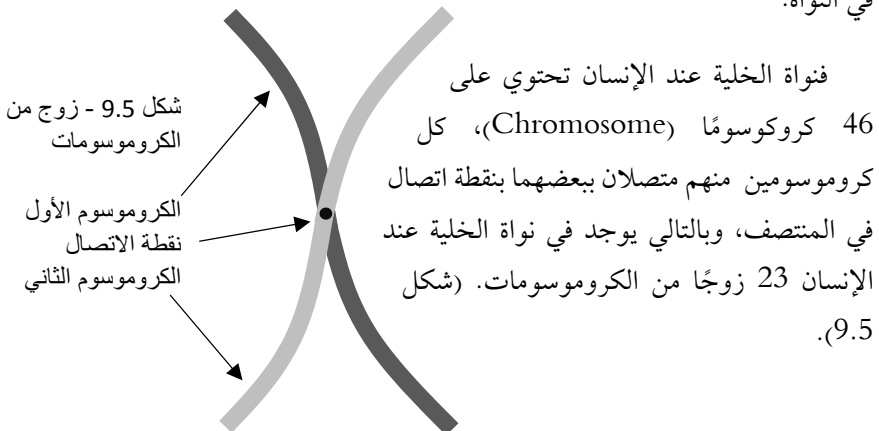 في النواة.
فنواة الخلية عند الإنسان تحتوي على
46 كروكوسومًا (Chromosome)، كل
كروموسومين منهم متصلان ببعضهما بنقطة اتصال
في المنتصف، وبالتالي يوجد في نواة الخلية عند
الإنسان 23 زوجًا من الكروموسومات. (شكل
9.5).
شكل 9.5 - زوج من
الكروموسومات
الكروموسوم الأول
نقطة الاتصال
الكروموسوم الثاني